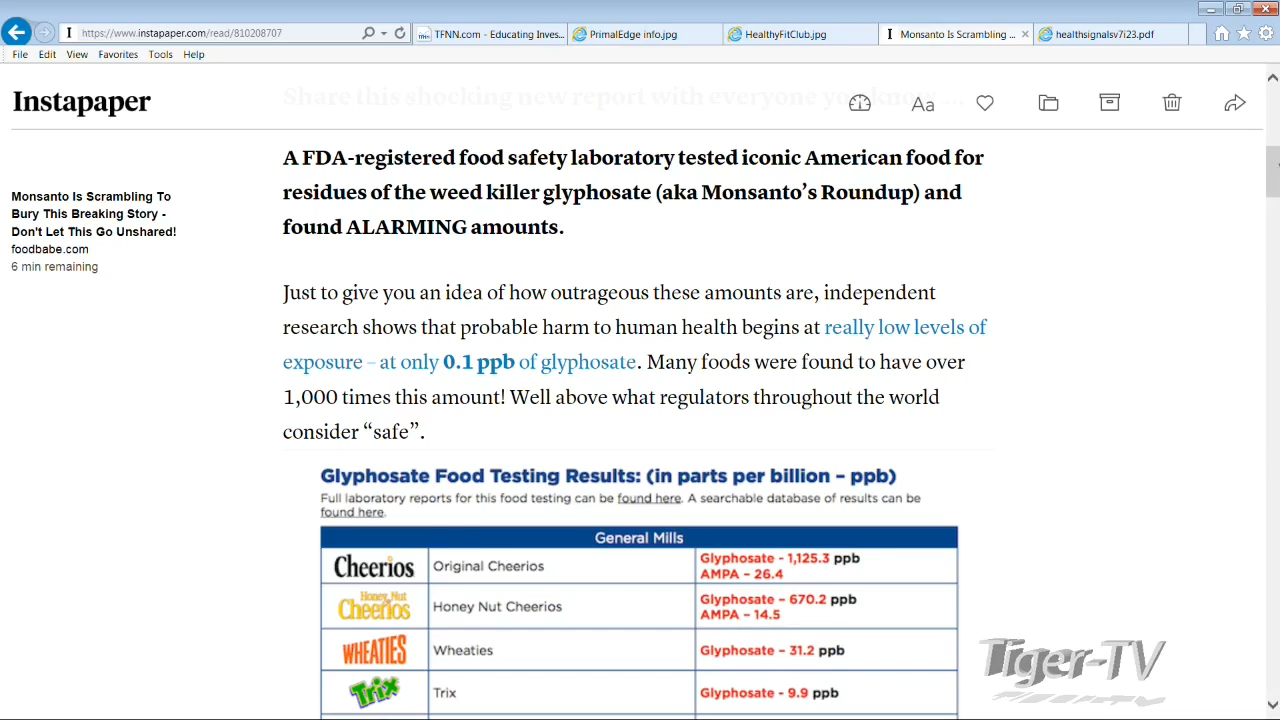 https://www.instapaper.com/read/810208707
TFNN.com - Educating Inves...
PrimalEdge info.jpg
HealthyFitClub.jpg
Monsanto Is Scrambling ...
healthsignalsv7i23.pdf
File Edit View Favorites Tools Help
Instapaper
Share this shocking new report with everyone you know ...
Aa
Monsanto Is Scrambling To
Bury This Breaking Story -
Don't Let This Go Unshared!
foodbabe.com
6 min remaining
A FDA-registered food safety laboratory tested iconic American food for
residues of the weed killer glyphosate (aka Monsanto’s Roundup) and
found ALARMING amounts.
Just to give you an idea of how outrageous these amounts are, independent
research shows that probable harm to human health begins at really low levels of
exposure – at only 0.1 ppb of glyphosate. Many foods were found to have over
1,000 times this amount! Well above what regulators throughout the world
consider “safe”.
Glyphosate Food Testing Results: (in parts per billion – ppb)
Full laboratory reports for this food testing can be found here. A searchable database of results can be
found here.
General Mills
Cheerios
Original Cheerios
Glyphosate - 1,125.3 ppb
AMPA – 26.4
Honey Nut
Cheerios
Honey Nut Cheerios
Glyphosate – 670.2 ppb
AMPA – 14.5
WHEATIES
Wheaties
Glyphosate – 31.2 ppb
Trix
Trix
Glyphosate - 9.9 ppb
Tiger-TV